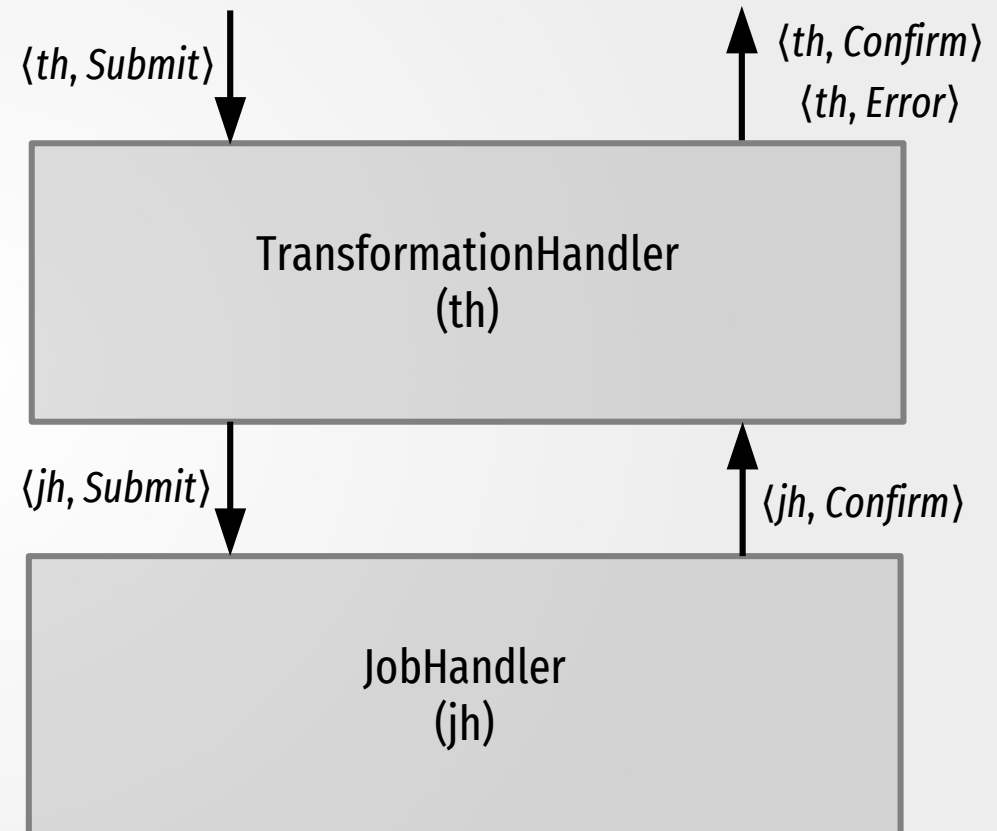 ⟨th, Submit⟩
⟨th, Confirm⟩
⟨th, Error⟩
TransformationHandler
(th)
⟨jh, Submit⟩
⟨jh, Confirm⟩
JobHandler
(jh)